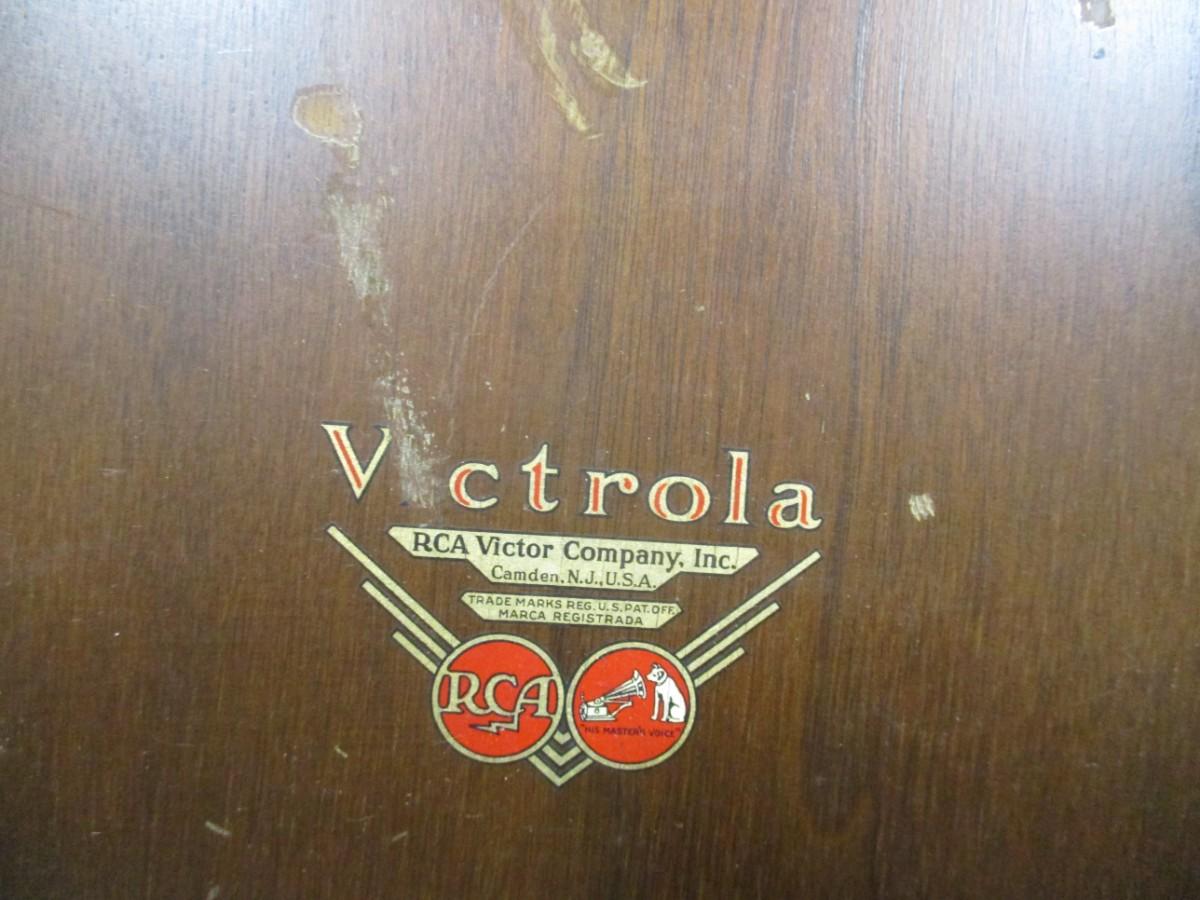 V ctrola
RCA Victor Company, Inc.
Camden, N.J., U.S.A.
TRADE MARKS REG. U.S. PAT. OFF.
MARCA REGISTRADA
RCA
"HIS MASTER'S VOICE"